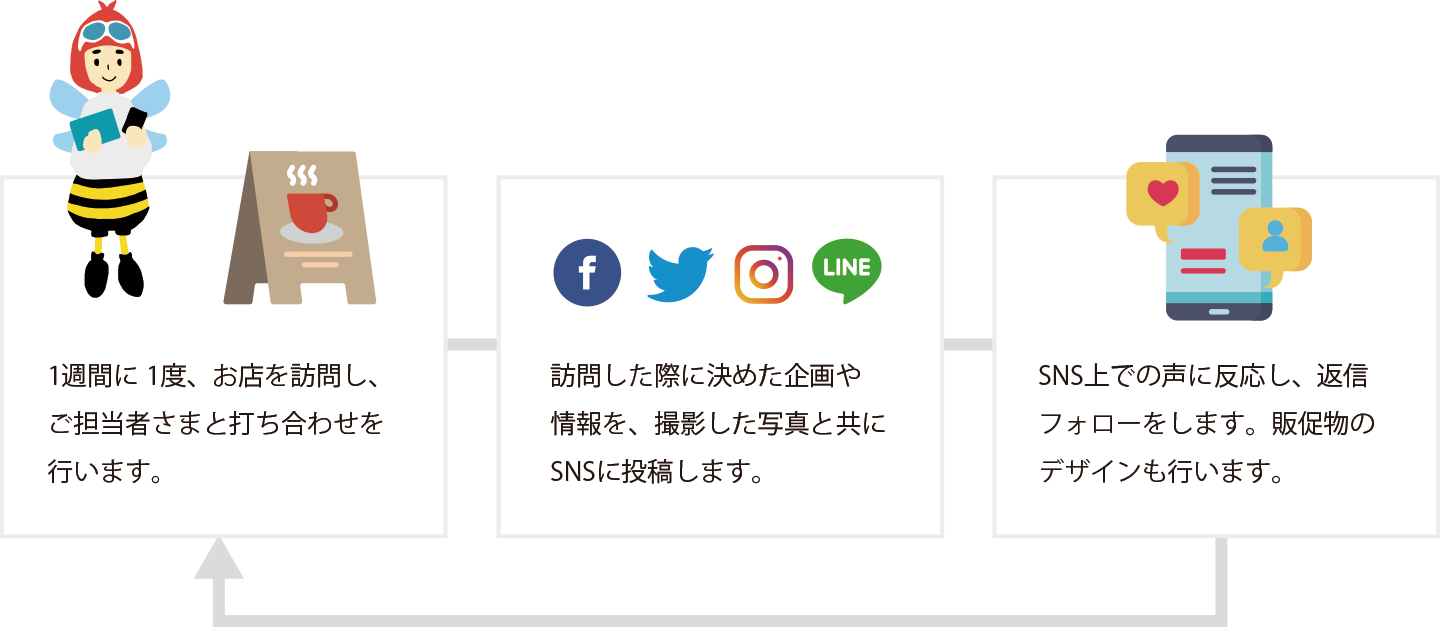 1週間に 1度、お店を訪問し、
ご担当者さまと打ち合わせを
行います。
f
LINE
訪問した際に決めた企画や
情報を、撮影した写真と共に
SNSに投稿します。
SNS上での声に反応し、返信
フォローをします。販促物の
デザインも行います。